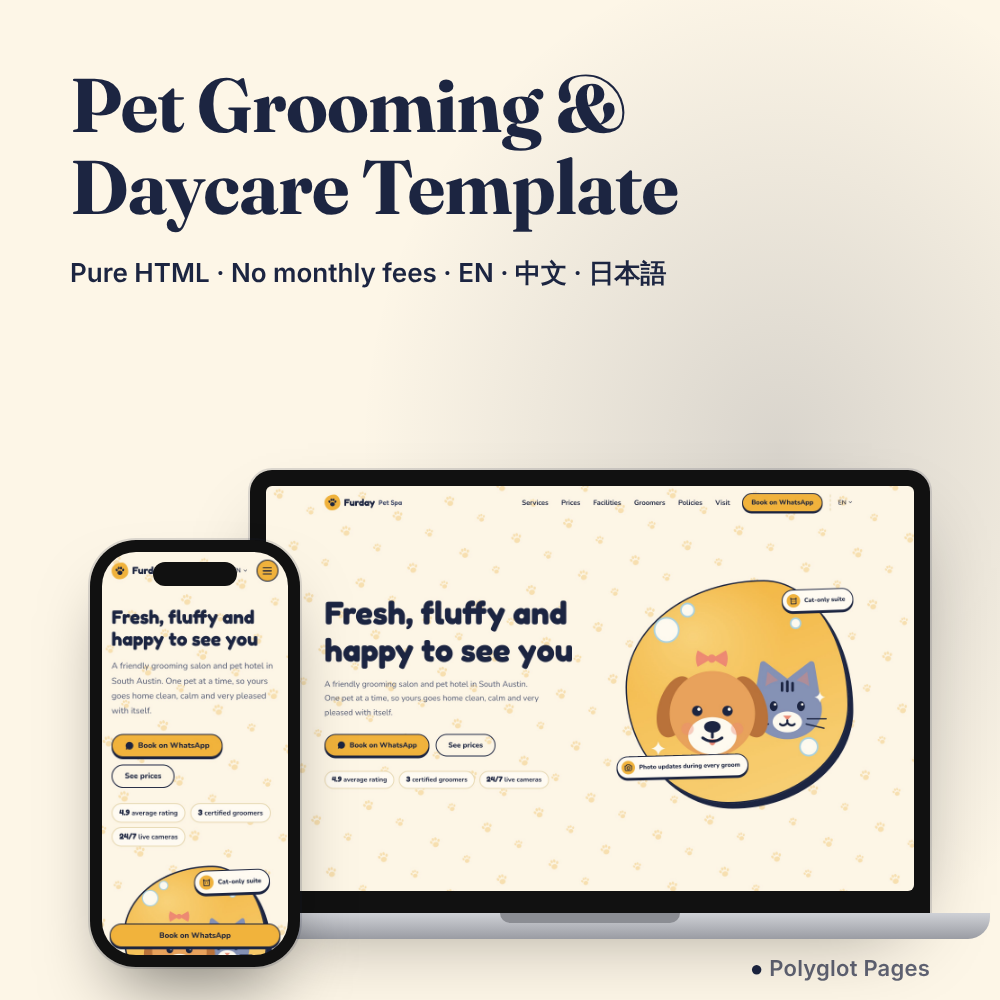 Pet Grooming &
Daycare Template
Pure HTML · No monthly fees · EN · 中文 · 日本語
Furday Pet Spa
Services Prices Facilities Groomers Policies Visit Book on WhatsApp EN
Fresh, fluffy and
happy to see you
A friendly grooming salon and pet hotel in South Austin.
One pet at a time, so yours goes home clean, calm and very
pleased with itself.
Book on WhatsApp See prices
4.9 average rating 3 certified groomers 24/7 live cameras
Cat-only suite
Photo updates during every groom
Fresh, fluffy and
happy to see you
A friendly grooming salon and pet hotel in
South Austin. One pet at a time, so yours
goes home clean, calm and very pleased
with itself.
Book on WhatsApp
See prices
4.9 average rating 3 certified groomers
24/7 live cameras
Cat-only suite
Book on WhatsApp
Polyglot Pages